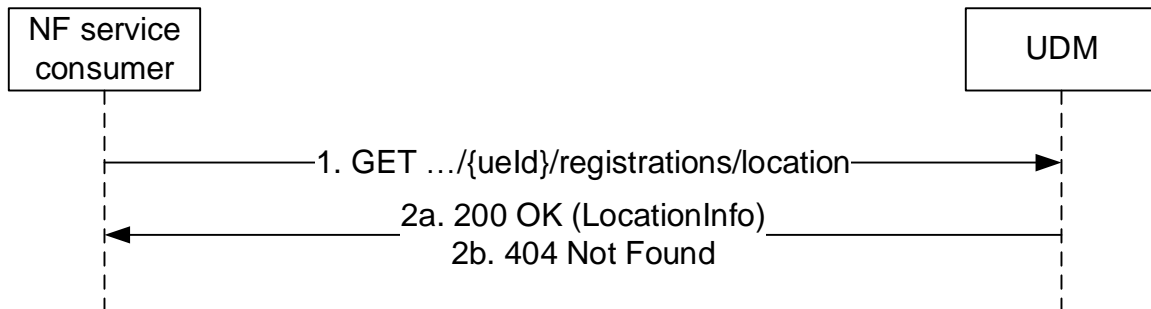 NF service
consumer
UDM
1. GET …/{ueId}/registrations/location
2a. 200 OK (LocationInfo)
2b. 404 Not Found